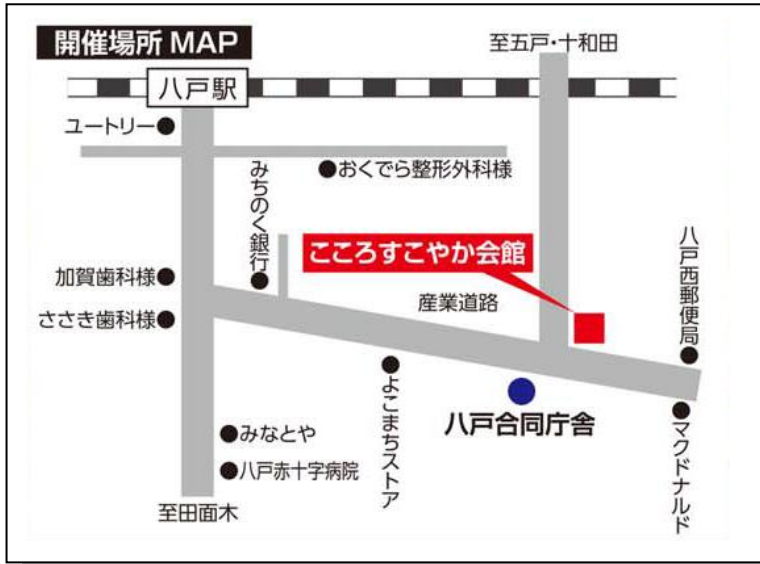 開催場所 MAP
至五戸・十和田
八戸駅
ユートリー
おくでら整形外科様
みちのく銀行
こころすこやか会館
八戸西郵便局
加賀歯科様
産業道路
ささき歯科様
よこまちストア
八戸合同庁舎
マクドナルド
みなとや
八戸赤十字病院
至田面木